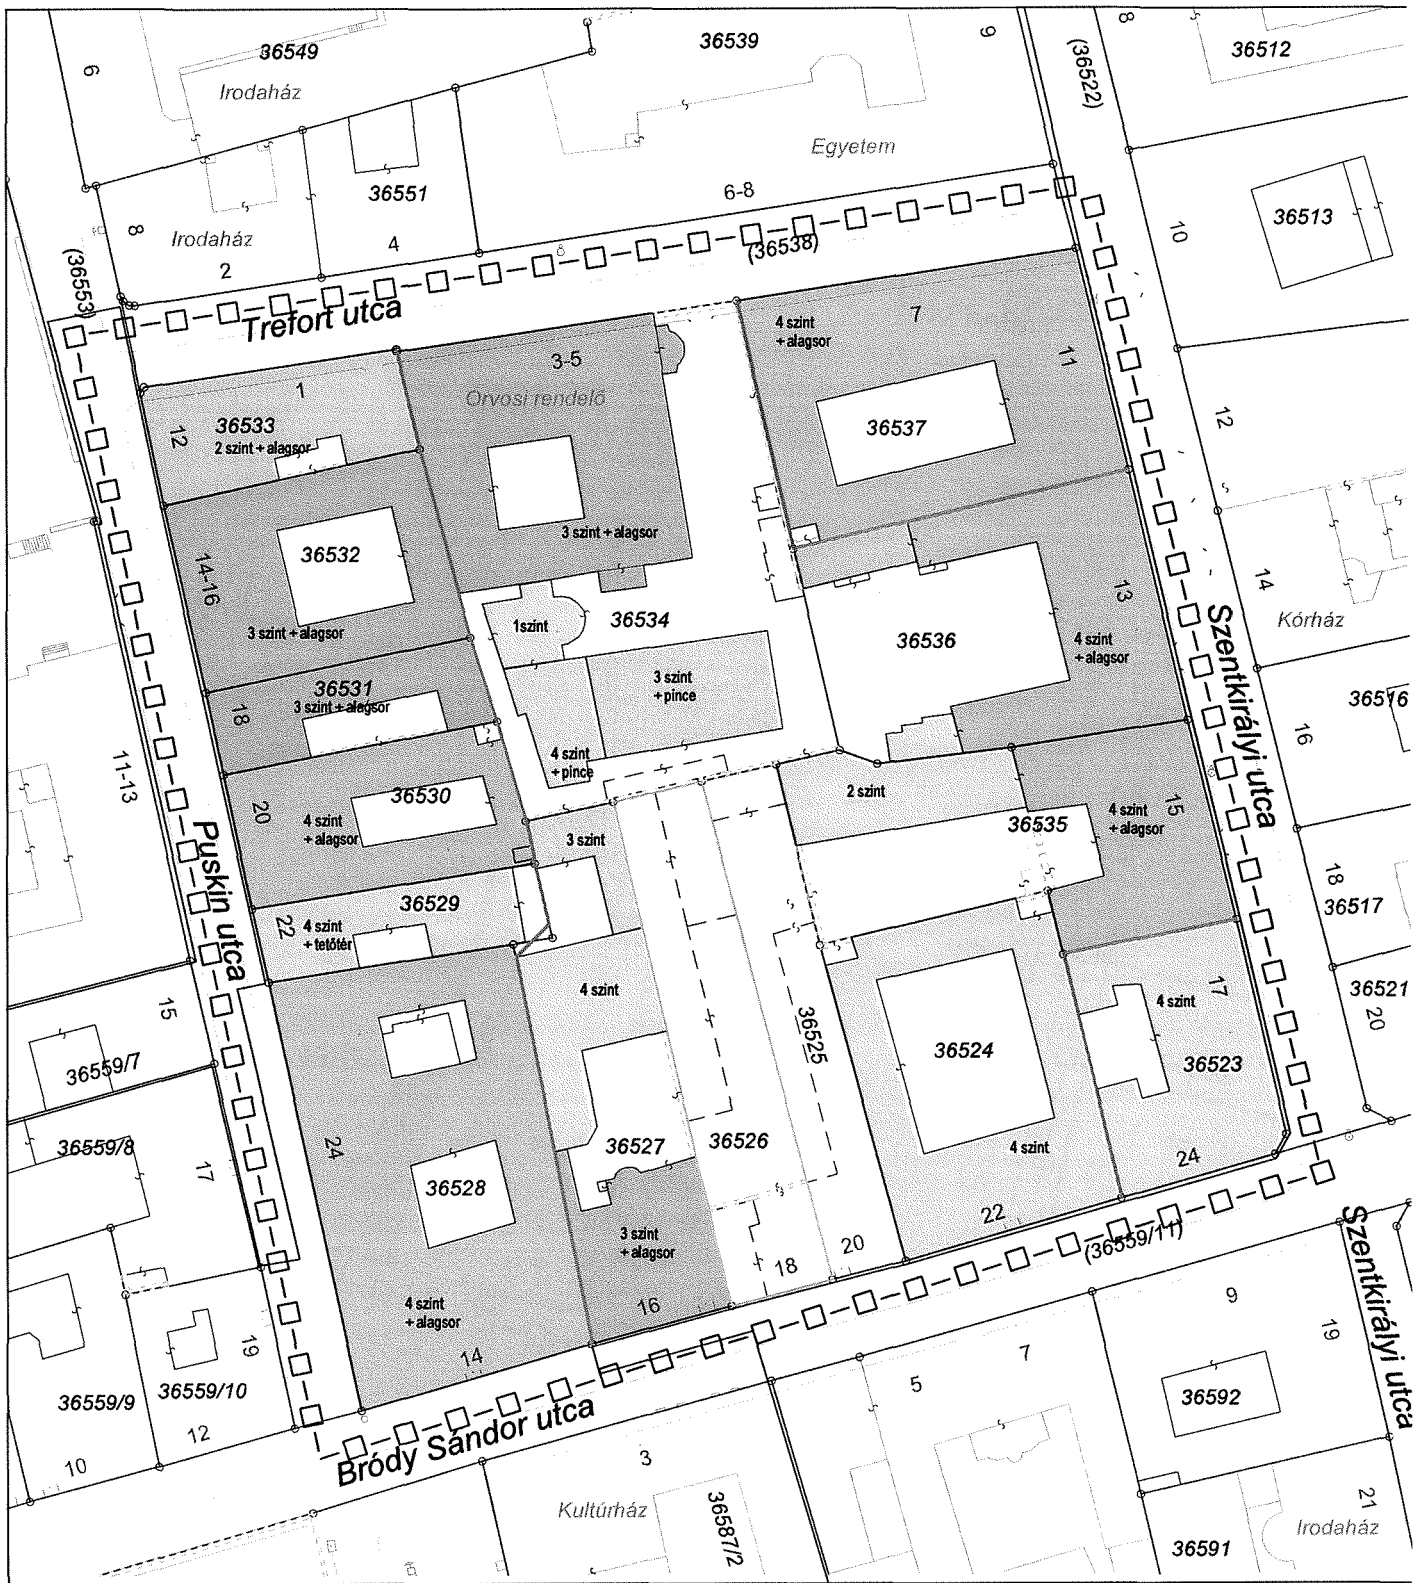 36549
36539
9
(36522)
8
36512
6
Irodaház
Egyetem
36551
6-8
10
36513
8
Irodaház
4
2
(36553)
(36538)
Trefort utca
7
4 szint
+ alagsor
11
3-5
Orvosi rendelő
1
36533
2 szint + alagsor
12
36537
12
3 szint + alagsor
36532
14-16
3 szint + alagsor
14
Kórház
13
Szentkirályi utca
1szint
36534
36536
4 szint
+ alagsor
3 szint
+ pince
36531
3 szint + alagsor
18
36516
16
11-13
4 szint
+ pince
36530
4 szint
+ alagsor
20
2 szint
36535
4 szint
+ alagsor
15
3 szint
Puskin utca
18
36517
36529
22
4 szint
+ tetőtér
4 szint
17
4 szint
36521
20
15
36525
36524
36523
36559/7
36559/8
17
24
36527
36526
4 szint
24
36528
22
3 szint
+ alagsor
(36559/11)
Szentkirályi utca
20
18
16
4 szint
+ alagsor
14
9
19
19
7
5
36559/9
36559/10
12
10
36592
Bródy Sándor utca
3
Kultúrház
36587/2
21
Irodaház
36591